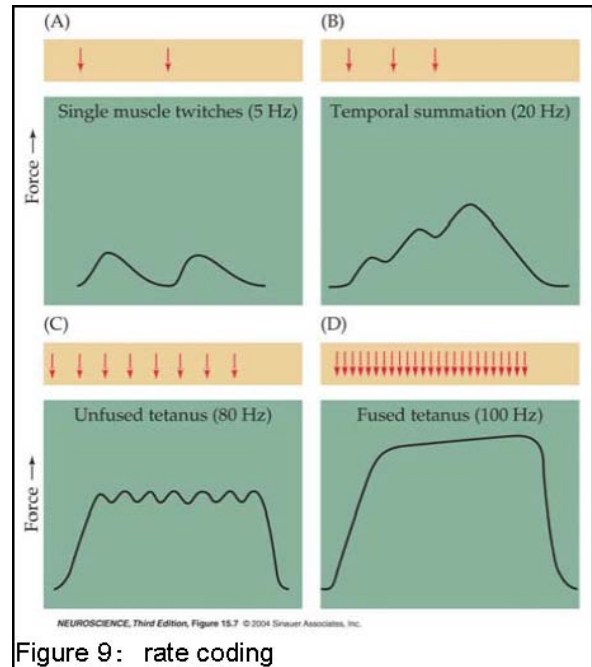 (A)
(B)
Single muscle twitches (5 Hz)
Temporal summation (20 Hz)
Force →
(C)
(D)
Unfused tetanus (80 Hz)
Fused tetanus (100 Hz)
Force →
NEUROSCIENCE, Third Edition, Figure 15.7 © 2004 Sinauer Associates, Inc.
Figure 9: rate coding